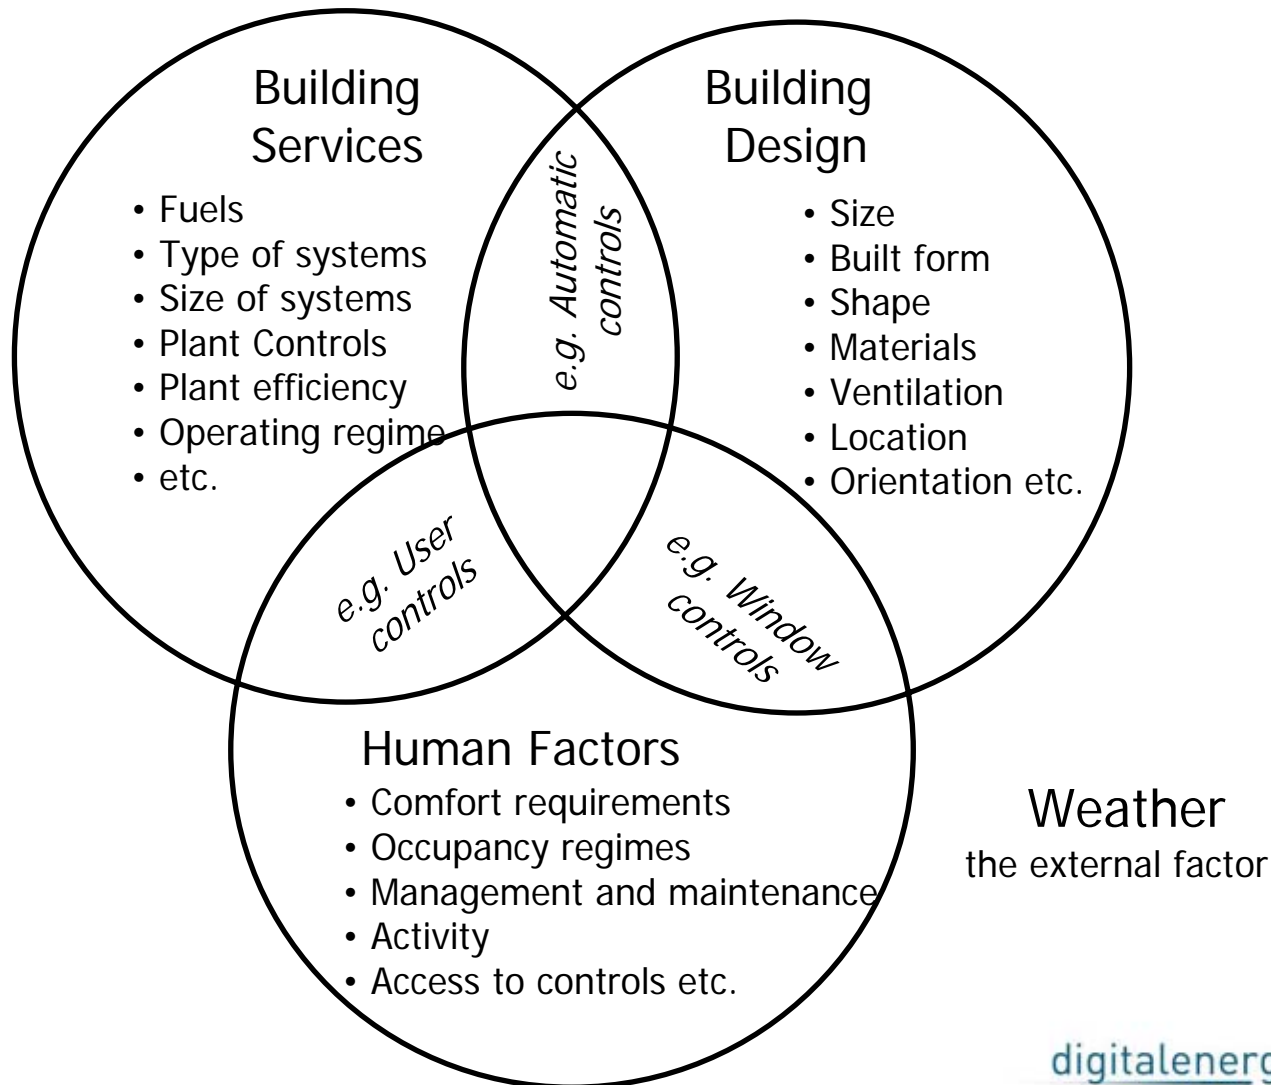 Building
Services
• Fuels
• Type of systems
• Size of systems
• Plant Controls
• Plant efficiency
• Operating regime
• etc.
e.g. Automatic
controls
Building
Design
• Size
• Built form
• Shape
• Materials
• Ventilation
• Location
• Orientation etc.
e.g. User
controls
e.g. Window
controls
Human Factors
• Comfort requirements
• Occupancy regimes
• Management and maintenance
• Activity
• Access to controls etc.
Weather
the external factor
digitalenerg